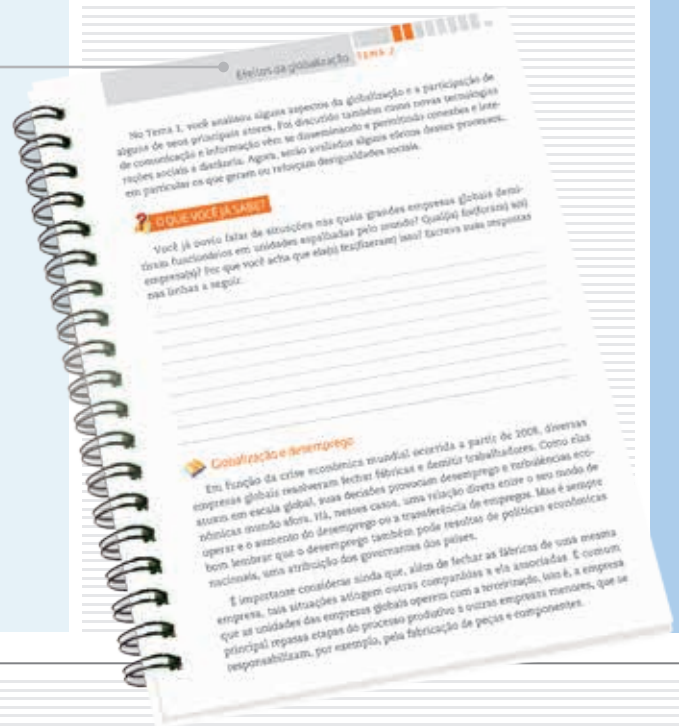 Efeitos da globalização TEMA 2
No Tema 1, você analisou alguns aspectos da globalização e a participação de
alguns de seus principais atores. Foi discutido também como novas tecnologias
de comunicação e informação vêm se disseminando e permitindo conexões e inte-
rações sociais a distância. Agora, serão avaliados alguns efeitos desses processos,
em particular os que geram ou reforçam desigualdades sociais.
O QUE VOCÊ JÁ SABE?
Você já ouviu falar de situações nas quais grandes empresas globais demi-
tiram funcionários em unidades espalhadas pelo mundo? Qual(is) foi(foram) a(s)
empresa(s)? Por que você acha que ela(s) fez(fizeram) isso? Escreva suas respostas
nas linhas a seguir.
Globalização e desemprego
Em função da crise econômica mundial ocorrida a partir de 2008, diversas
empresas globais resolveram fechar fábricas e demitir trabalhadores. Como elas
atuam em escala global, suas decisões provocam desemprego e turbulências eco-
nômicas mundo afora. Há, nesses casos, uma relação direta entre o seu modo de
operar e o aumento do desemprego ou a transferência de empregos. Mas é sempre
bom lembrar que o desemprego também pode resultar de políticas econômicas
nacionais, uma atribuição dos governantes dos países.
É importante considerar ainda que, além de fechar as fábricas de uma mesma
empresa, tais situações atingem outras companhias a ela associadas. É comum
que as unidades das empresas globais operem com a terceirização, isto é, a empresa
principal repassa etapas do processo produtivo a outras empresas menores, que se
responsabilizam, por exemplo, pela fabricação de peças e componentes.